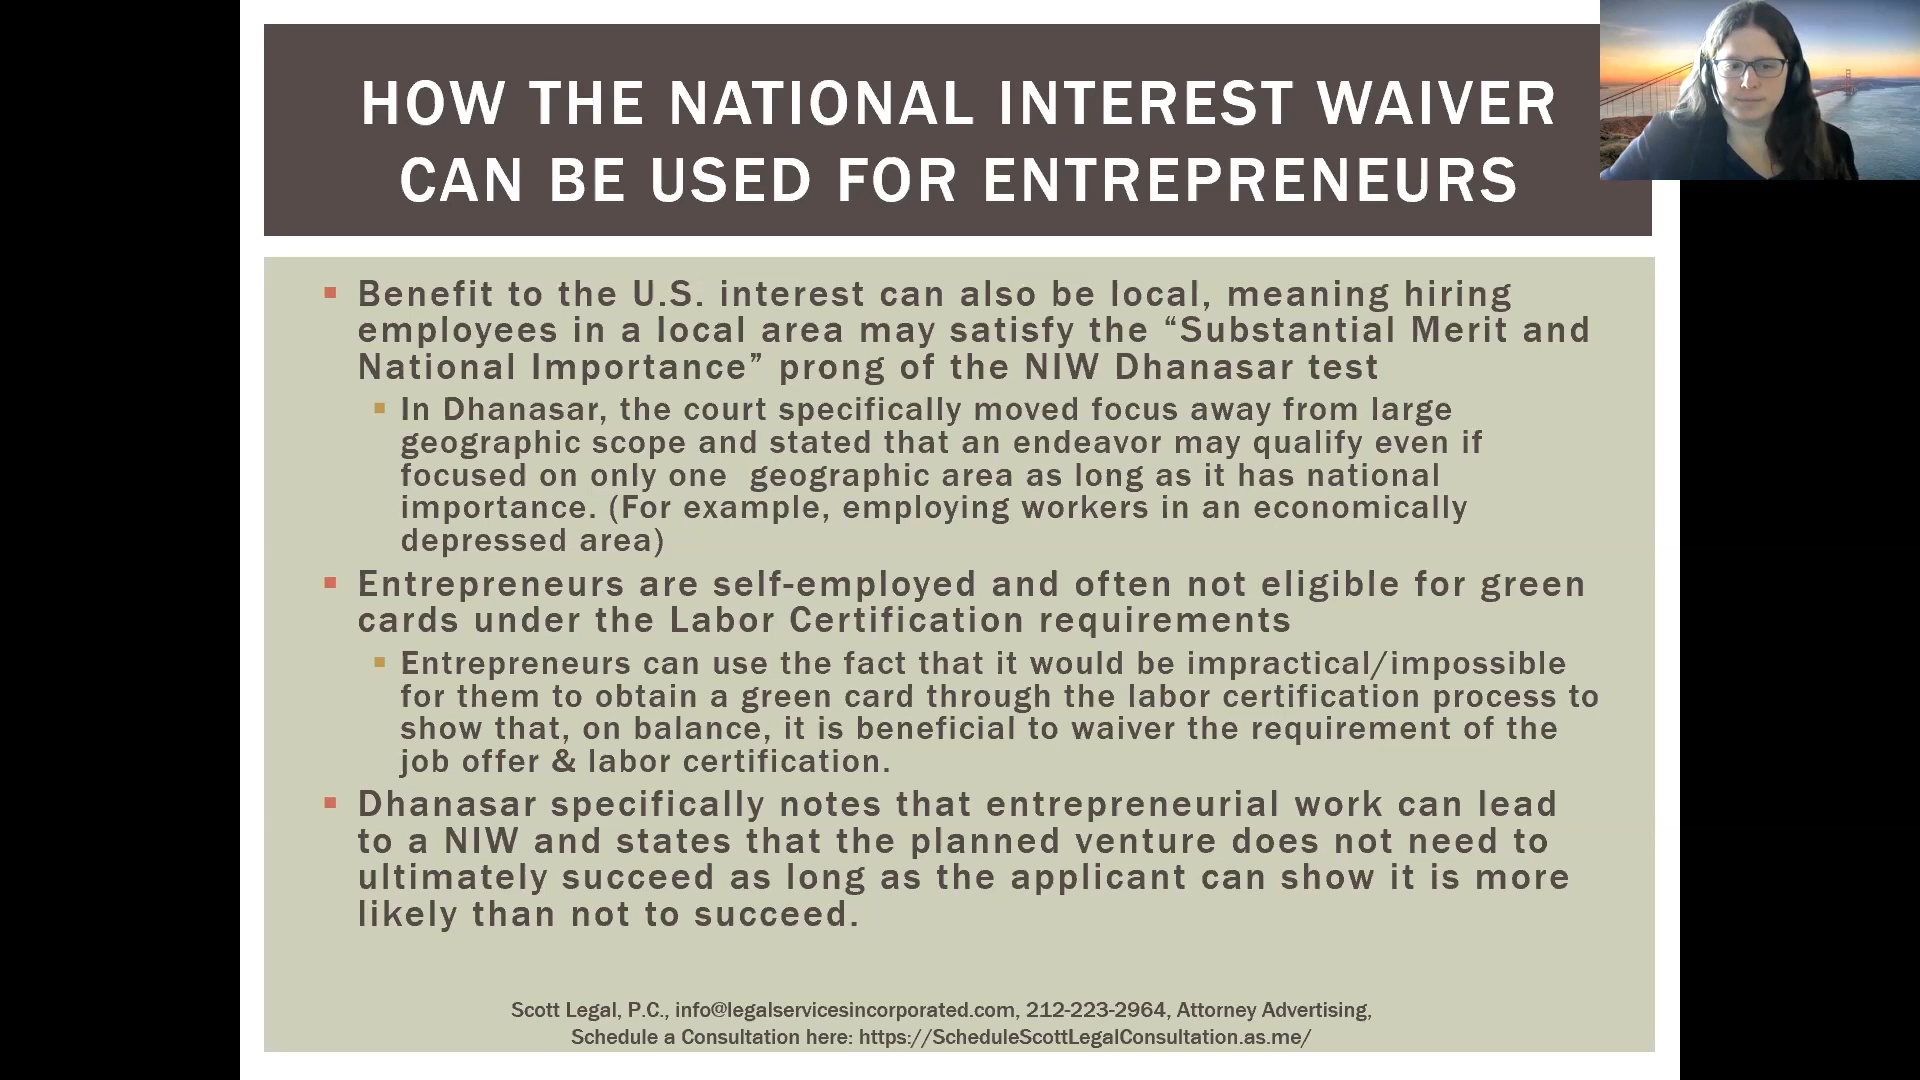 HOW THE NATIONAL INTEREST WAIVER
CAN BE USED FOR ENTREPRENEURS
Benefit to the U.S. interest can also be local, meaning hiring
employees in a local area may satisfy the “Substantial Merit and
National Importance” prong of the NIW Dhanasar test
In Dhanasar, the court specifically moved focus away from large
geographic scope and stated that an endeavor may qualify even if
focused on only one geographic area as long as it has national
importance. (For example, employing workers in an economically
depressed area)
Entrepreneurs are self-employed and often not eligible for green
cards under the Labor Certification requirements
Entrepreneurs can use the fact that it would be impractical/impossible
for them to obtain a green card through the labor certification process to
show that, on balance, it is beneficial to waiver the requirement of the
job offer & labor certification.
Dhanasar specifically notes that entrepreneurial work can lead
to a NIW and states that the planned venture does not need to
ultimately succeed as long as the applicant can show it is more
likely than not to succeed.
Scott Legal, P.C., info@legalservicesincorporated.com, 212-223-2964, Attorney Advertising,
Schedule a Consultation here: https://ScheduleScottLegalConsultation.as.me/